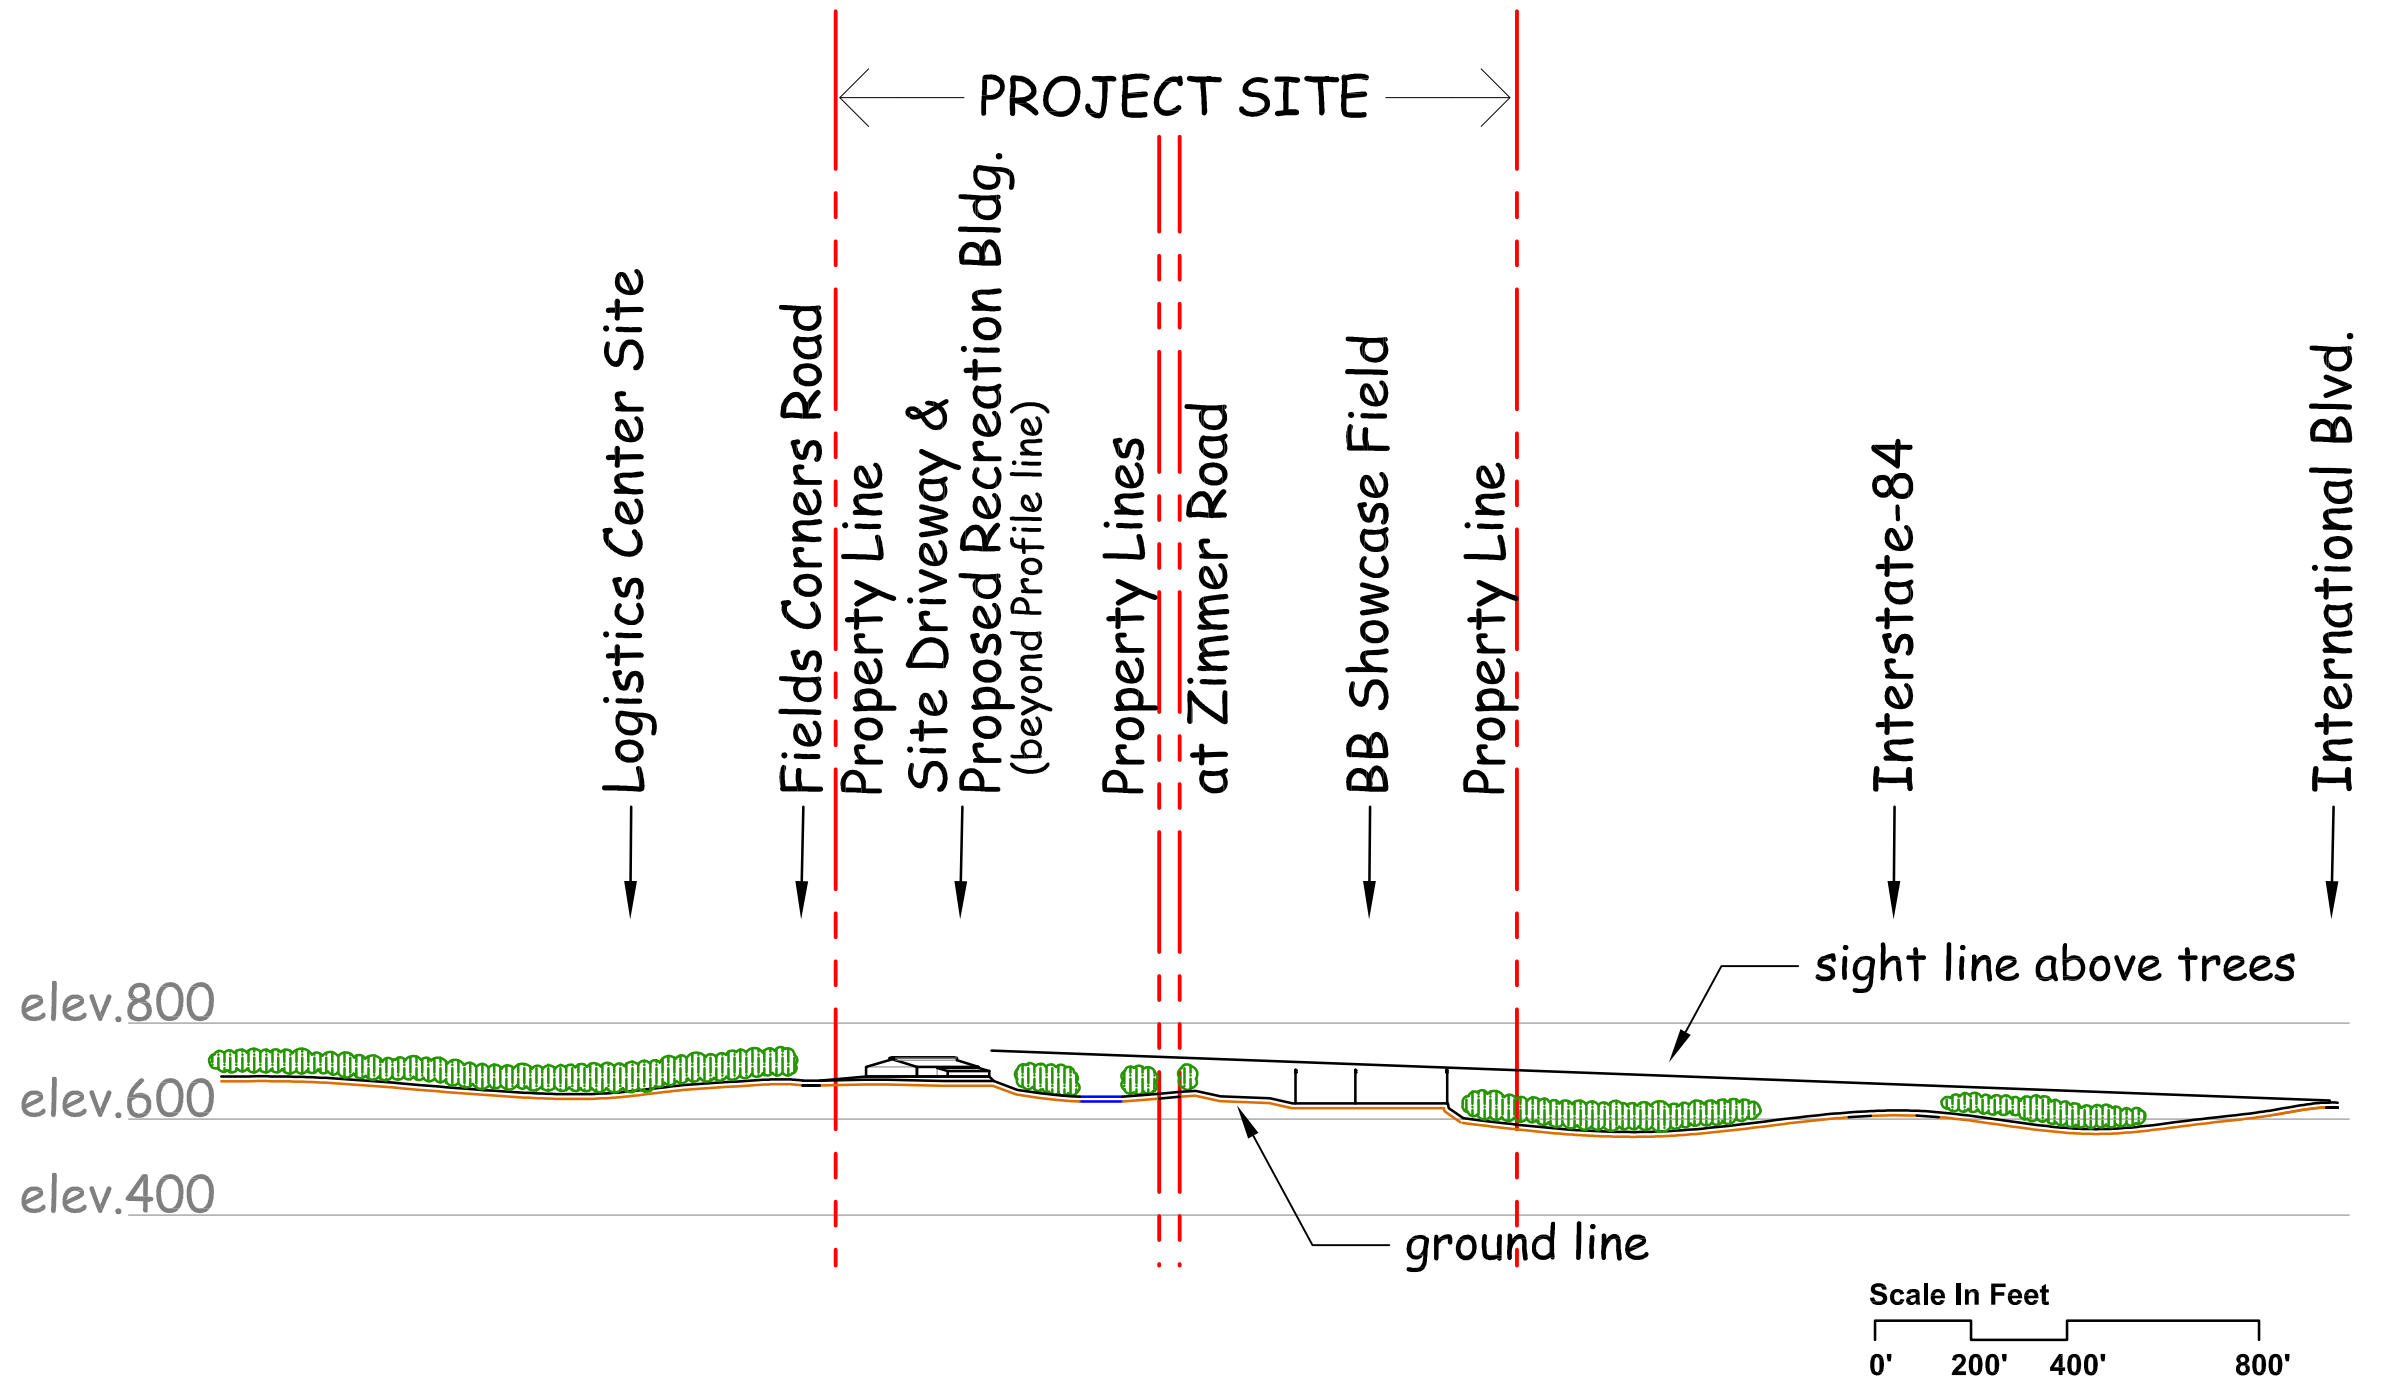 PROJECT SITE
Logistics Center Site
Fields Corners Road
Property Line
Site Driveway &
Proposed Recreation Bldg.
(beyond Profile line)
Property Lines
at Zimmer Road
BB Showcase Field
Property Line
Interstate-84
International Blvd.
sight line above trees
elev.800
elev.600
elev.400
ground line
Scale In Feet
0' 200' 400' 800'